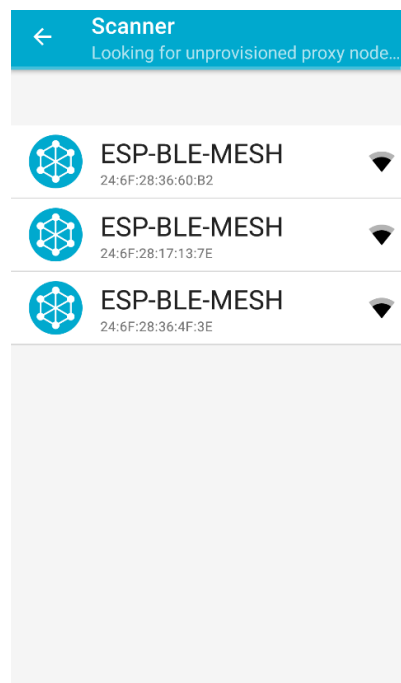 Scanner
Looking for unprovisioned proxy node...
ESP-BLE-MESH
24:6F:28:36:60:B2
ESP-BLE-MESH
24:6F:28:17:13:7E
ESP-BLE-MESH
24:6F:28:36:4F:3E